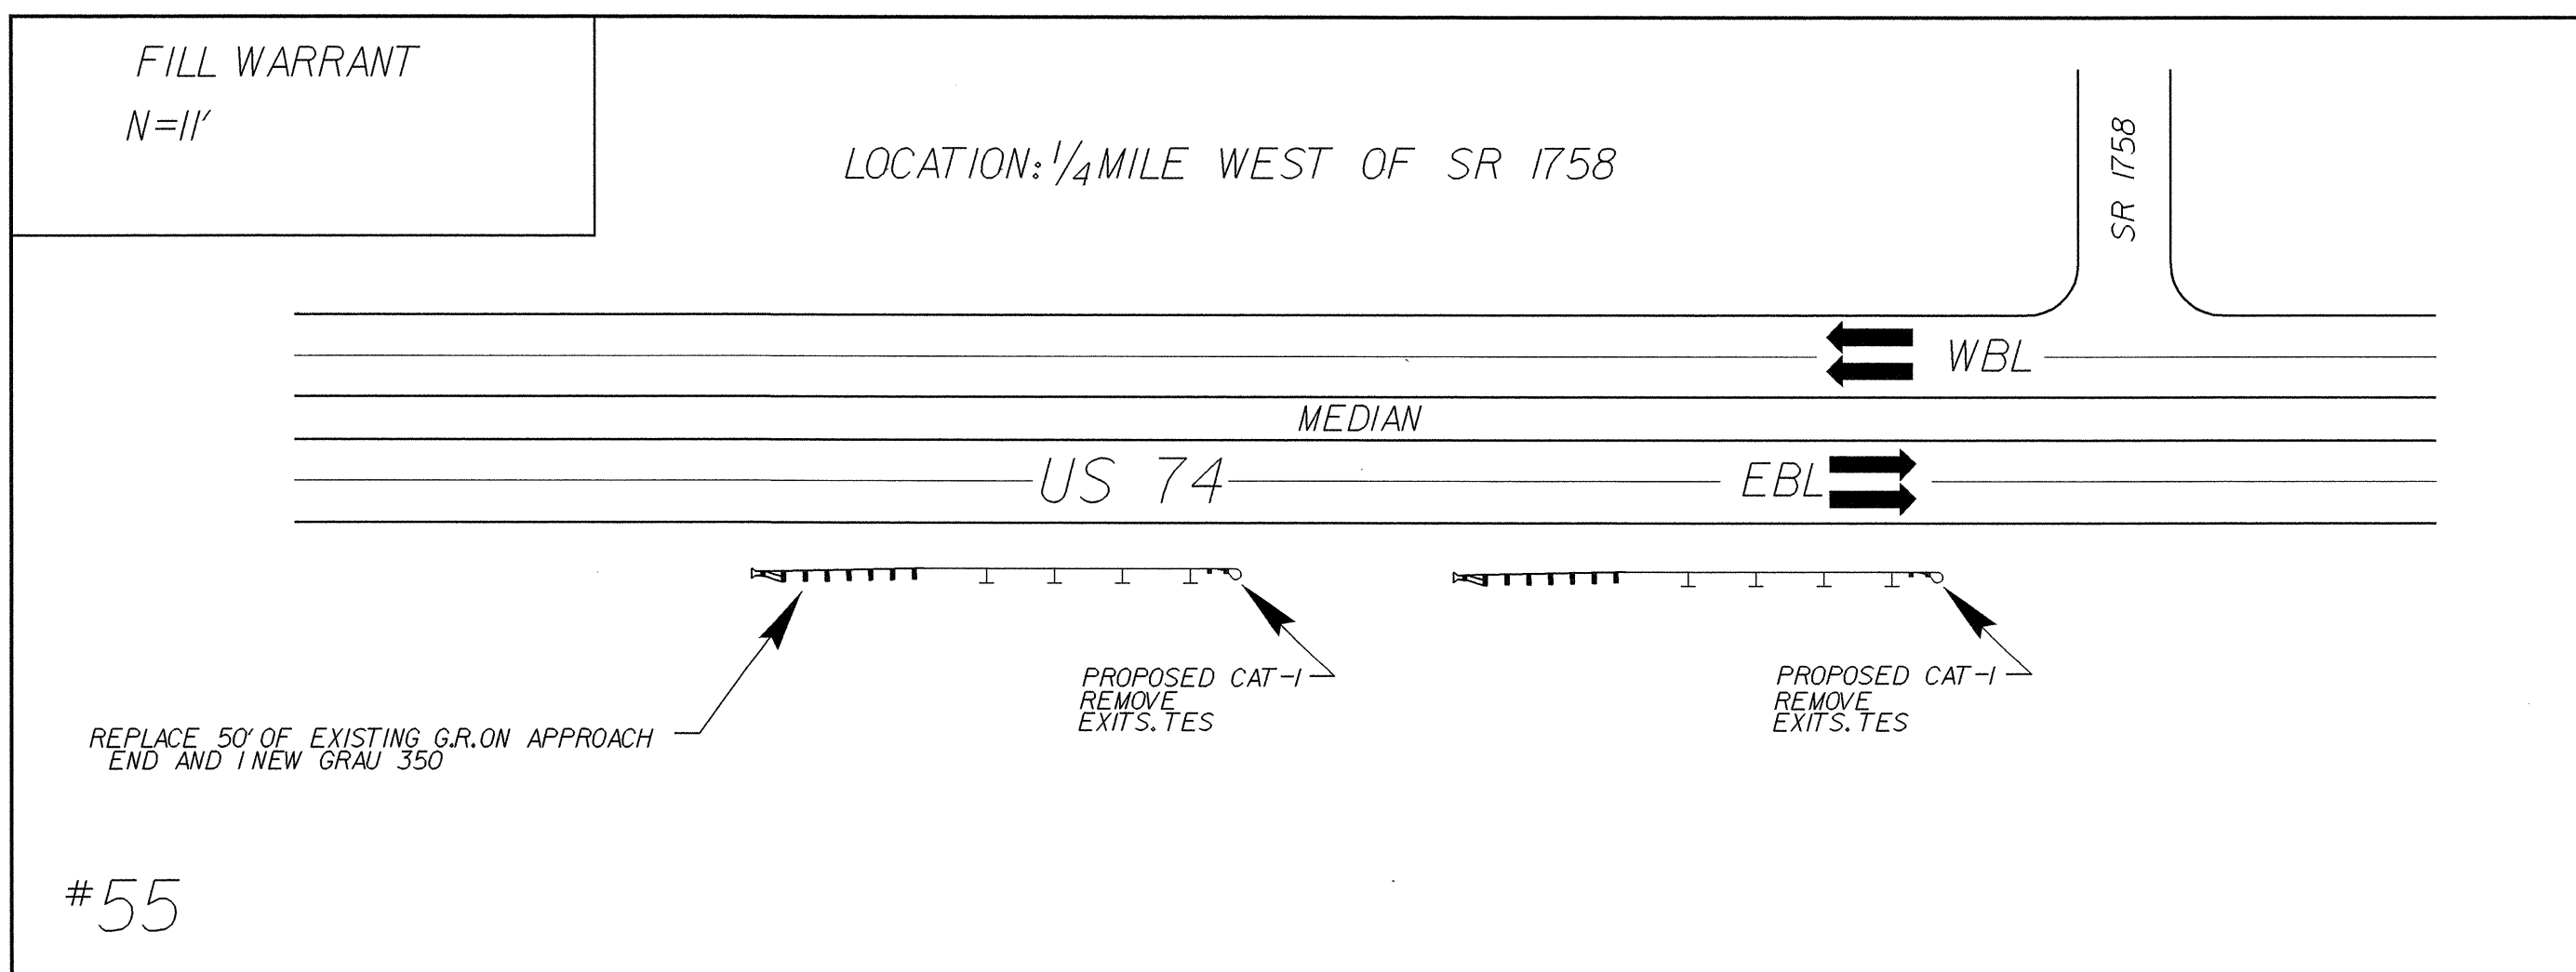 FILL WARRANT
N=11'
LOCATION: 1/4 MILE WEST OF SR 1758
SR 1758
WBL
MEDIAN
US 74
EBL
PROPOSED CAT-1
REMOVE
EXITS. TES
PROPOSED CAT-1
REMOVE
EXITS. TES
REPLACE 50' OF EXISTING G.R. ON APPROACH
END AND 1 NEW GRAU 350
#55